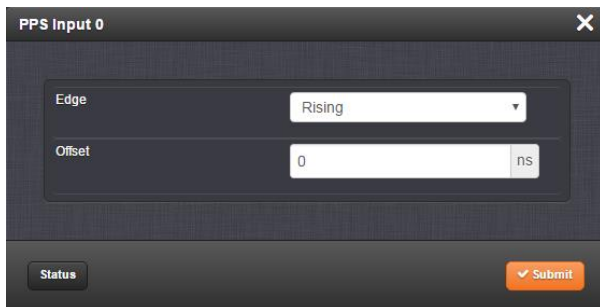 PPS Input 0
Edge Rising
Offset 0 ns
Status Submit